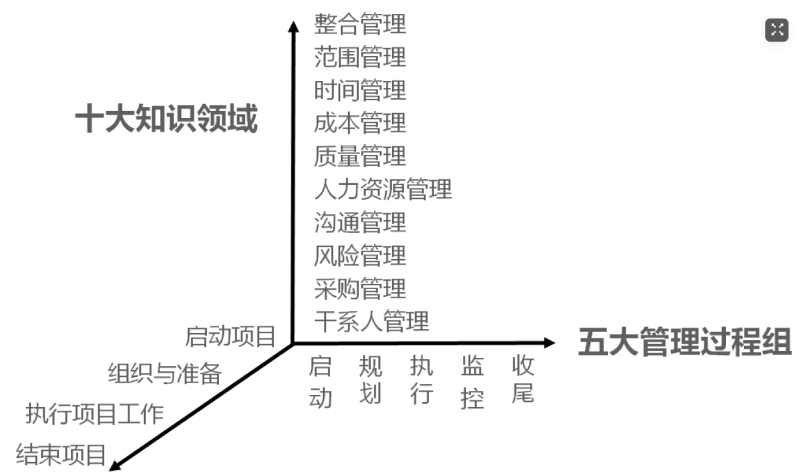 整合管理
范围管理
时间管理
成本管理
质量管理
人力资源管理
沟通管理
风险管理
采购管理
干系人管理
十大知识领域
启动项目
组织与准备
执行项目工作
结束项目
启动
规划
执行
监控
收尾
五大管理过程组